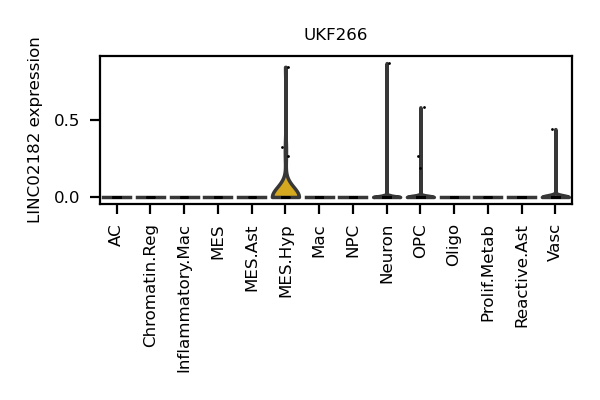 UKF266
LINC02182 expression
0.5
0.0
AC
Chromatin.Reg
Inflammatory.Mac
MES
MES.Ast
MES.Hyp
Mac
NPC
Neuron
OPC
Oligo
Prolif.Metab
Reactive.Ast
Vasc